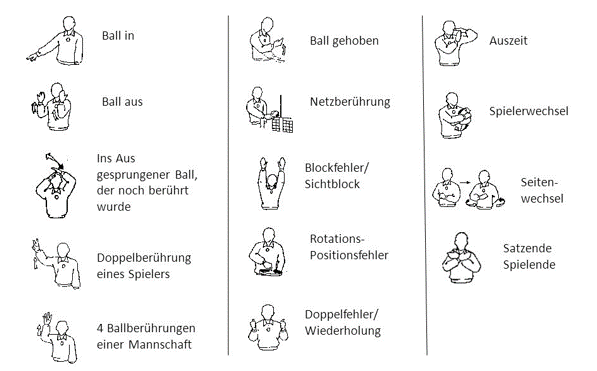 Ball in
Ball aus
Ins Aus
gesprungener Ball,
der noch berührt
wurde
Doppelberührung
eines Spielers
4 Ballberührungen
einer Mannschaft
Ball gehoben
Netzberührung
Blockfehler/
Sichtblock
Rotations-
Positionsfehler
Doppelfehler/
Wiederholung
Auszeit
Spielerwechsel
Seiten-
wechsel
Satzende
Spielende